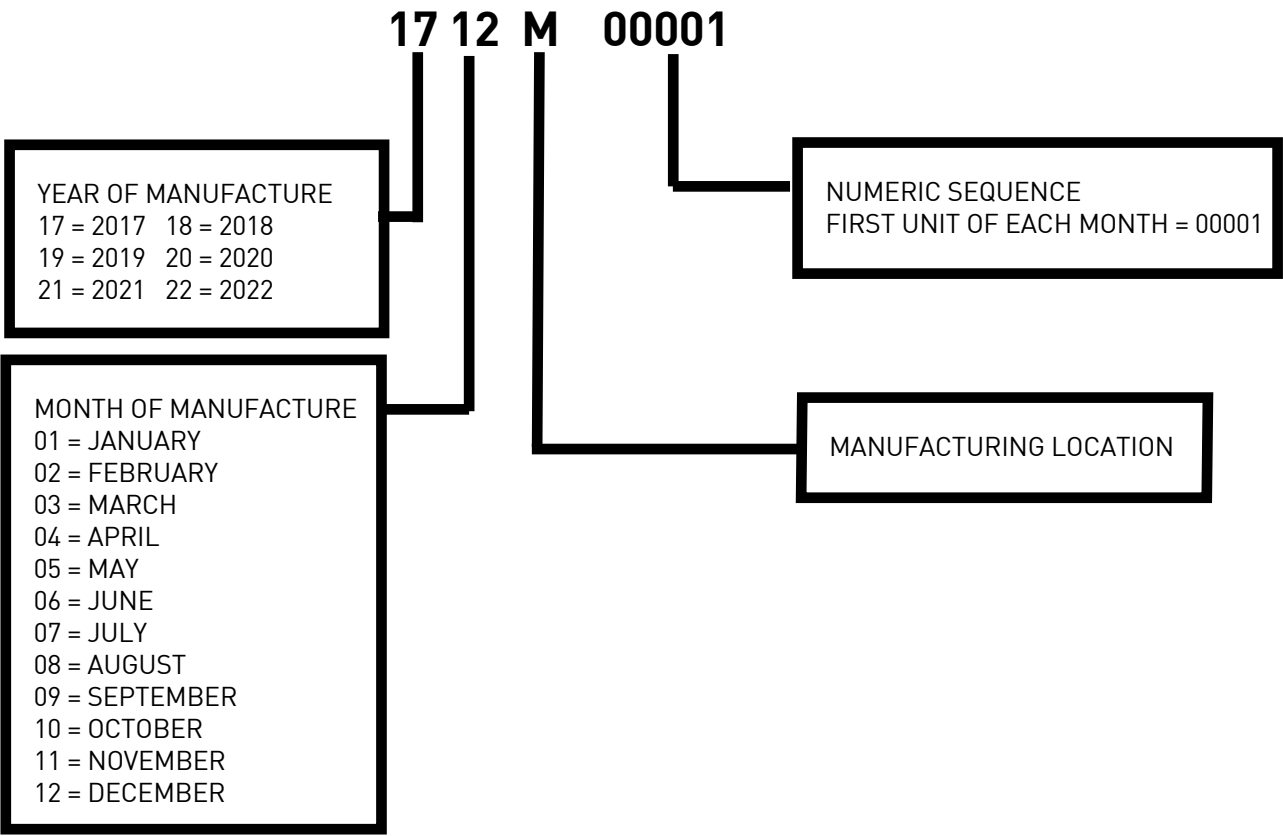 17 12 M 00001
YEAR OF MANUFACTURE
17 = 2017 18 = 2018
19 = 2019 20 = 2020
21 = 2021 22 = 2022
NUMERIC SEQUENCE
FIRST UNIT OF EACH MONTH = 00001
MONTH OF MANUFACTURE
01 = JANUARY
02 = FEBRUARY
03 = MARCH
04 = APRIL
05 = MAY
06 = JUNE
07 = JULY
08 = AUGUST
09 = SEPTEMBER
10 = OCTOBER
11 = NOVEMBER
12 = DECEMBER
MANUFACTURING LOCATION